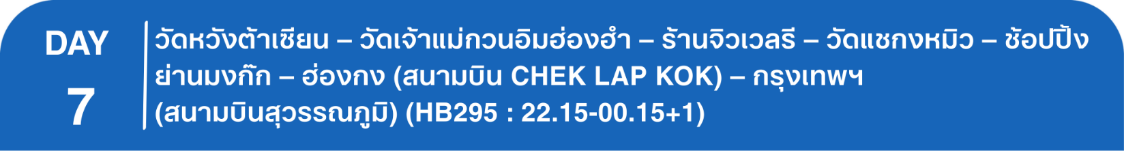 DAY
7
วัดหวังต้าเซียน – วัดเจ้าแม่กวนอิมฮ่องฮำ – ร้านจิวเวลรี – วัดแชกงหมิว – ช้อปปิ้ง
ย่านมงก๊ก – ฮ่องกง (สนามบิน CHEK LAP KOK) – กรุงเทพฯ
(สนามบินสุวรรณภูมิ) (HB295 : 22.15-00.15+1)